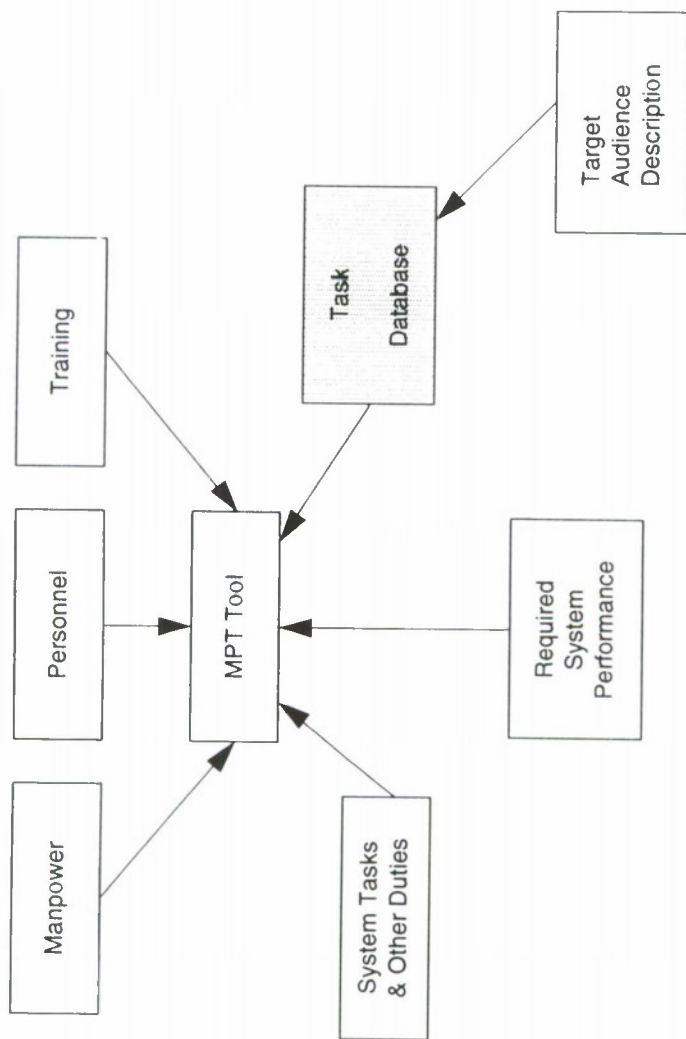 Manpower
Personnel
Training
MPT Tool
Task
Database
System Tasks
& Other Duties
Required
System
Performance
Target
Audience
Description